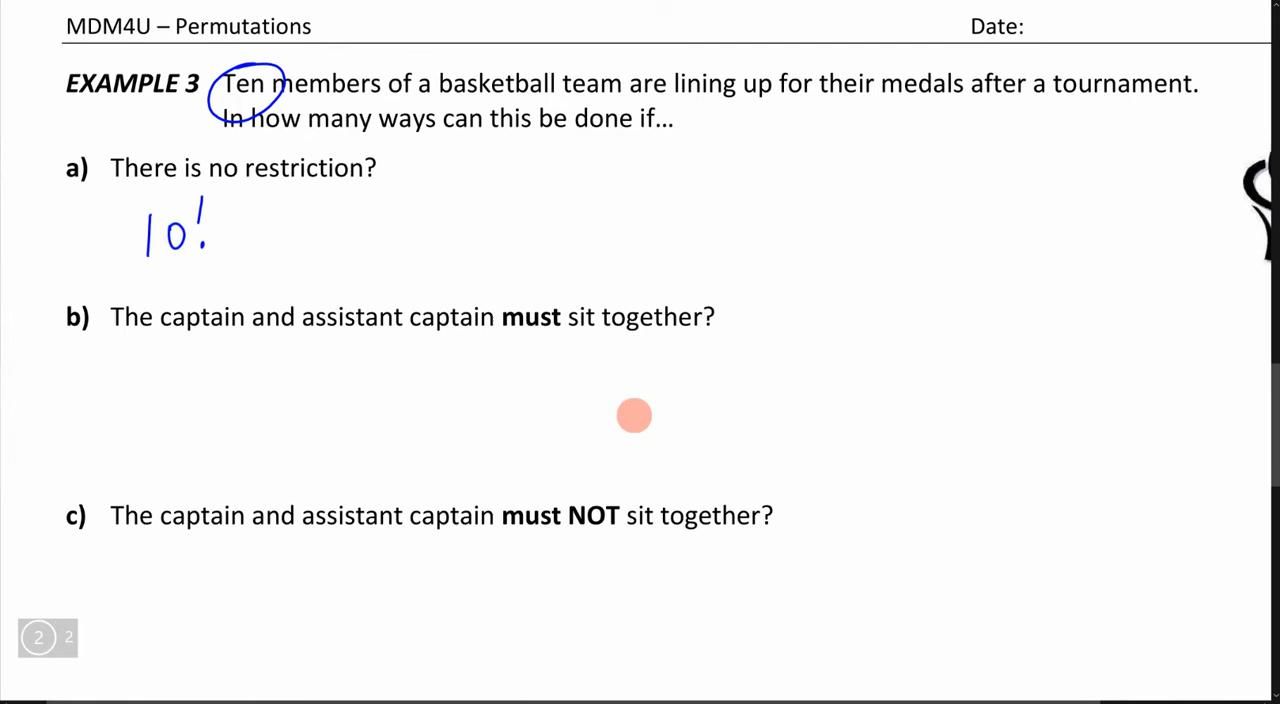 MDM4U – Permutations Date:
EXAMPLE 3 Ten members of a basketball team are lining up for their medals after a tournament.
In how many ways can this be done if...
a) There is no restriction?
10!
b) The captain and assistant captain must sit together?
c) The captain and assistant captain must NOT sit together?
2 2